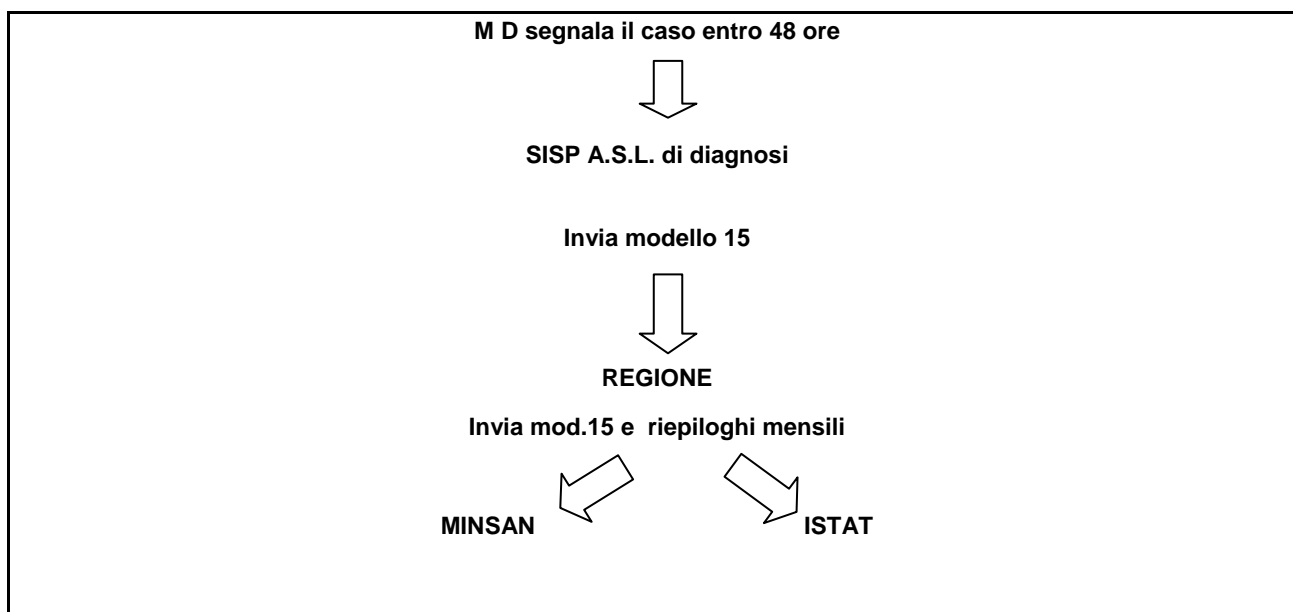 M D segnala il caso entro 48 ore
SISP A.S.L. di diagnosi
Invia modello 15
REGIONE
Invia mod.15 e riepiloghi mensili
MINSAN ISTAT